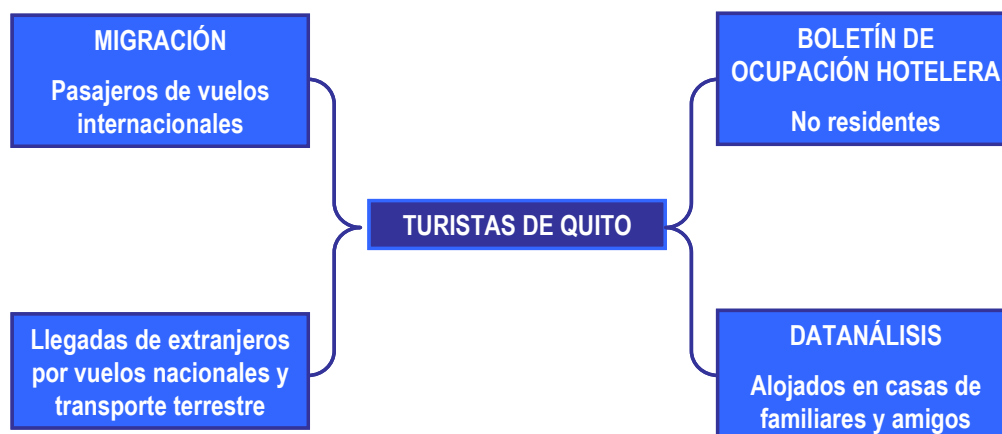 MIGRACIÓN
Pasajeros de vuelos
internacionales
BOLETÍN DE
OCUPACIÓN HOTELERA
No residentes
TURISTAS DE QUITO
Llegadas de extranjeros
por vuelos nacionales y
transporte terrestre
DATANÁLISIS
Alojados en casas de
familiares y amigos